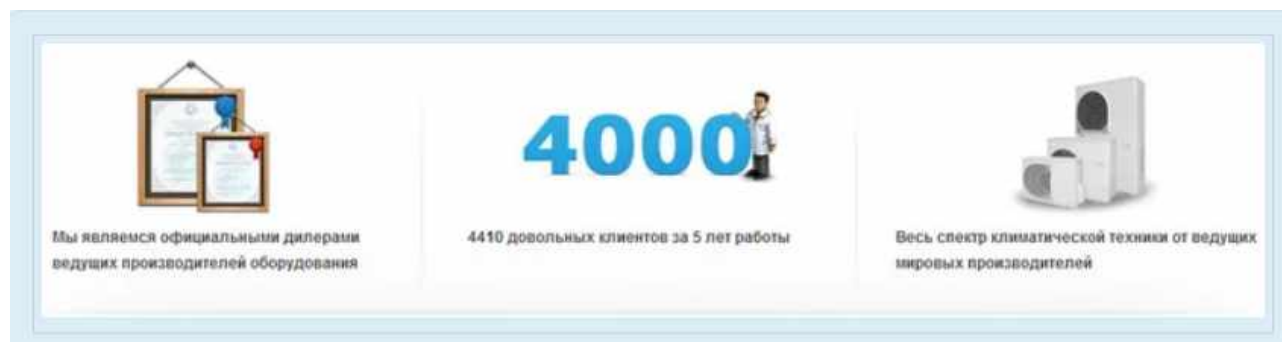 4000
Мы являемся официальными дилерами
ведущих производителей оборудования
4410 довольных клиентов за 5 лет работы
Весь спектр климатической техники от ведущих
мировых производителей